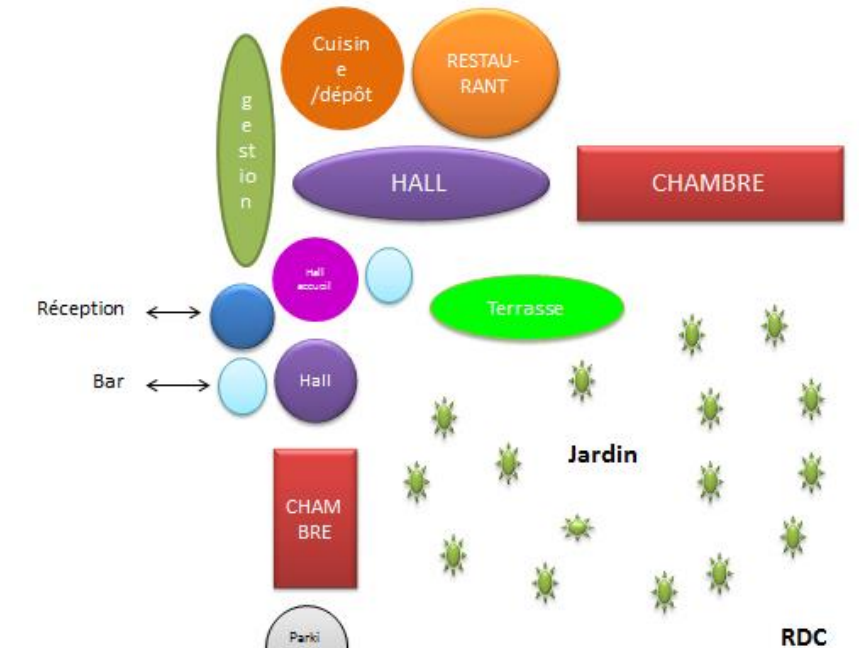 Cuisin
e
/dépôt
RESTAU-
RANT
g
e
st
io
n
HALL
CHAMBRE
Hall
accueil
Réception
Terrasse
Bar
Hall
Jardin
CHAM
BRE
Parki
RDC